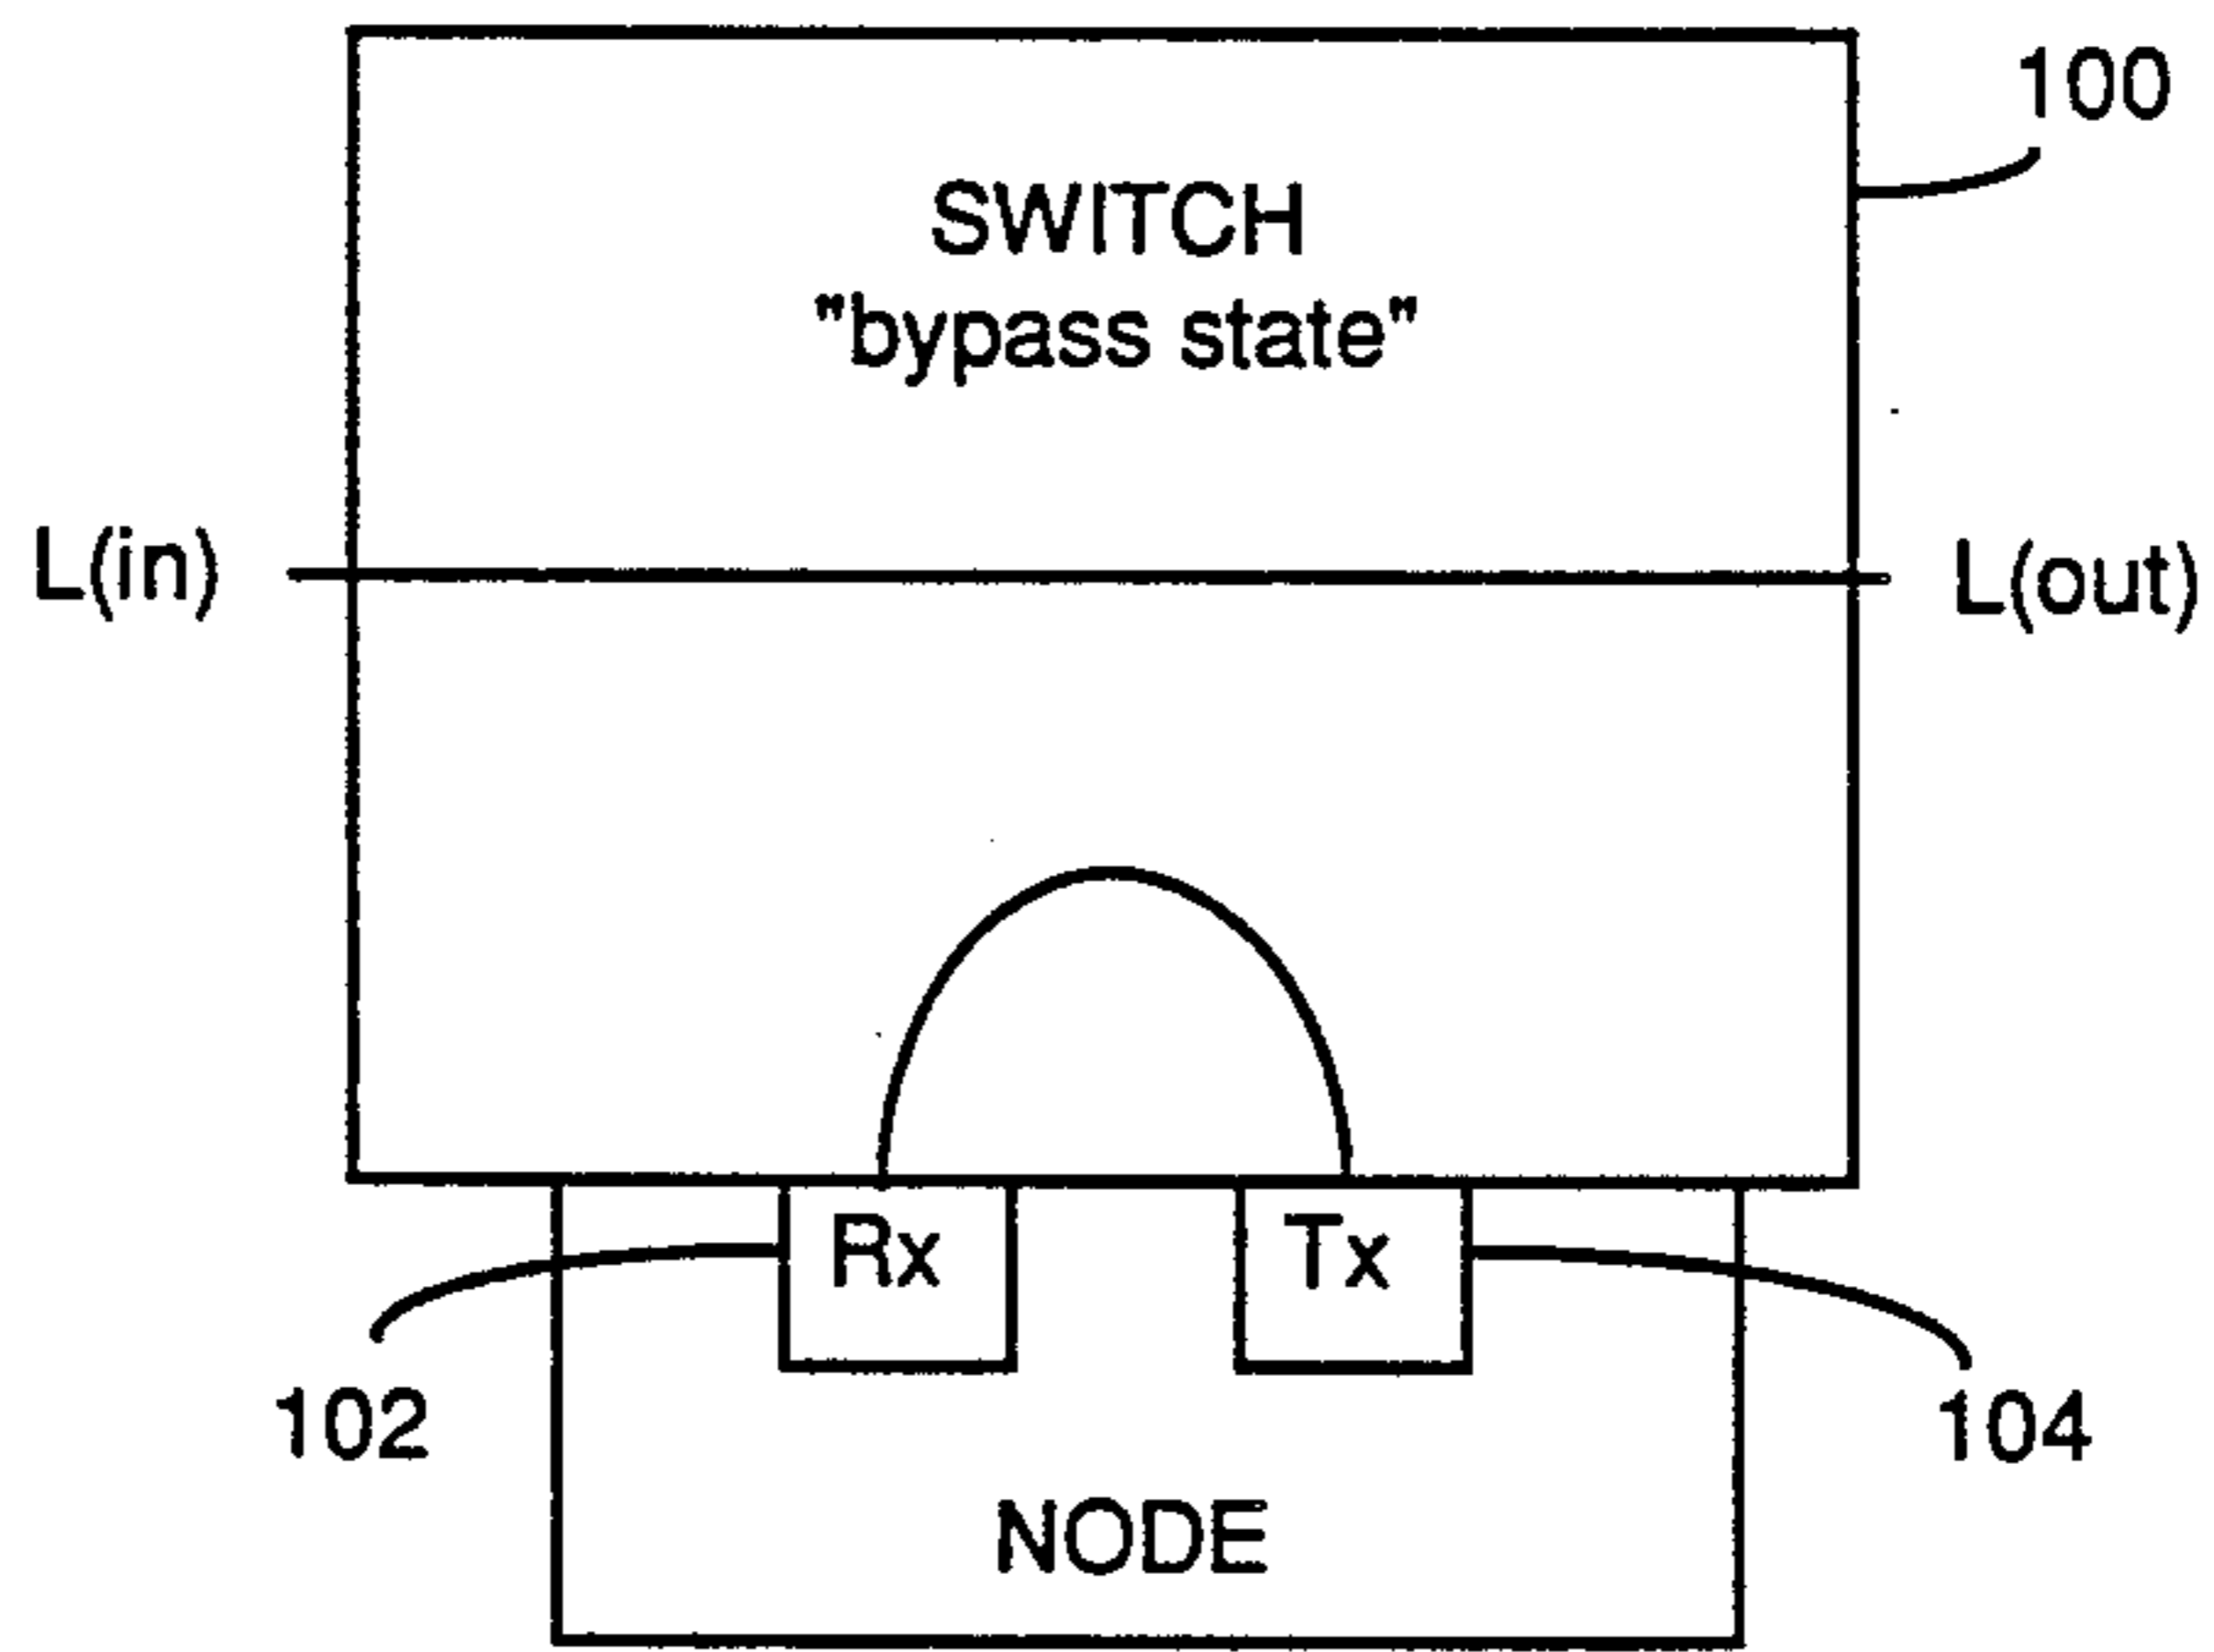 100
SWITCH
"bypass state"
L(in)
L(out)
Rx
Tx
102
104
NODE